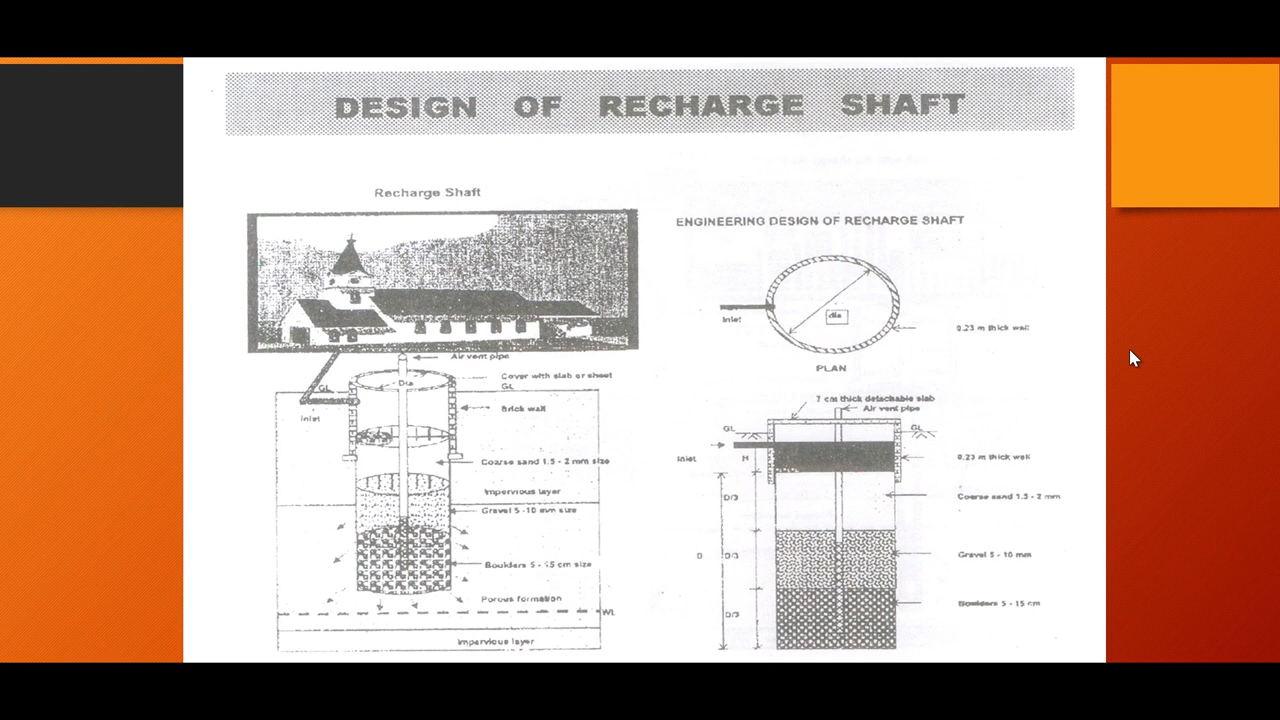 DESIGN OF RECHARGE SHAFT
Recharge Shaft
Air vent pipe
Cover with slab or sheet
Dia
GL
GL
Inlet
Brick wall
Coarse sand 1.5 - 2 mm size
Impervious layer
Gravel 5 -10 mm size
Boulders 5 - 15 cm size
Porous formation
WL
Impervious layer
ENGINEERING DESIGN OF RECHARGE SHAFT
Inlet
dia
0.23 m thick wall
PLAN
7 cm thick detachable slab
Air vent pipe
GL
GL
Inlet
H
0.23 m thick wall
D/3
Coarse sand 1.5 - 2 mm
D
D/3
Gravel 5 - 10 mm
Boulders 5 - 15 cm
D/3